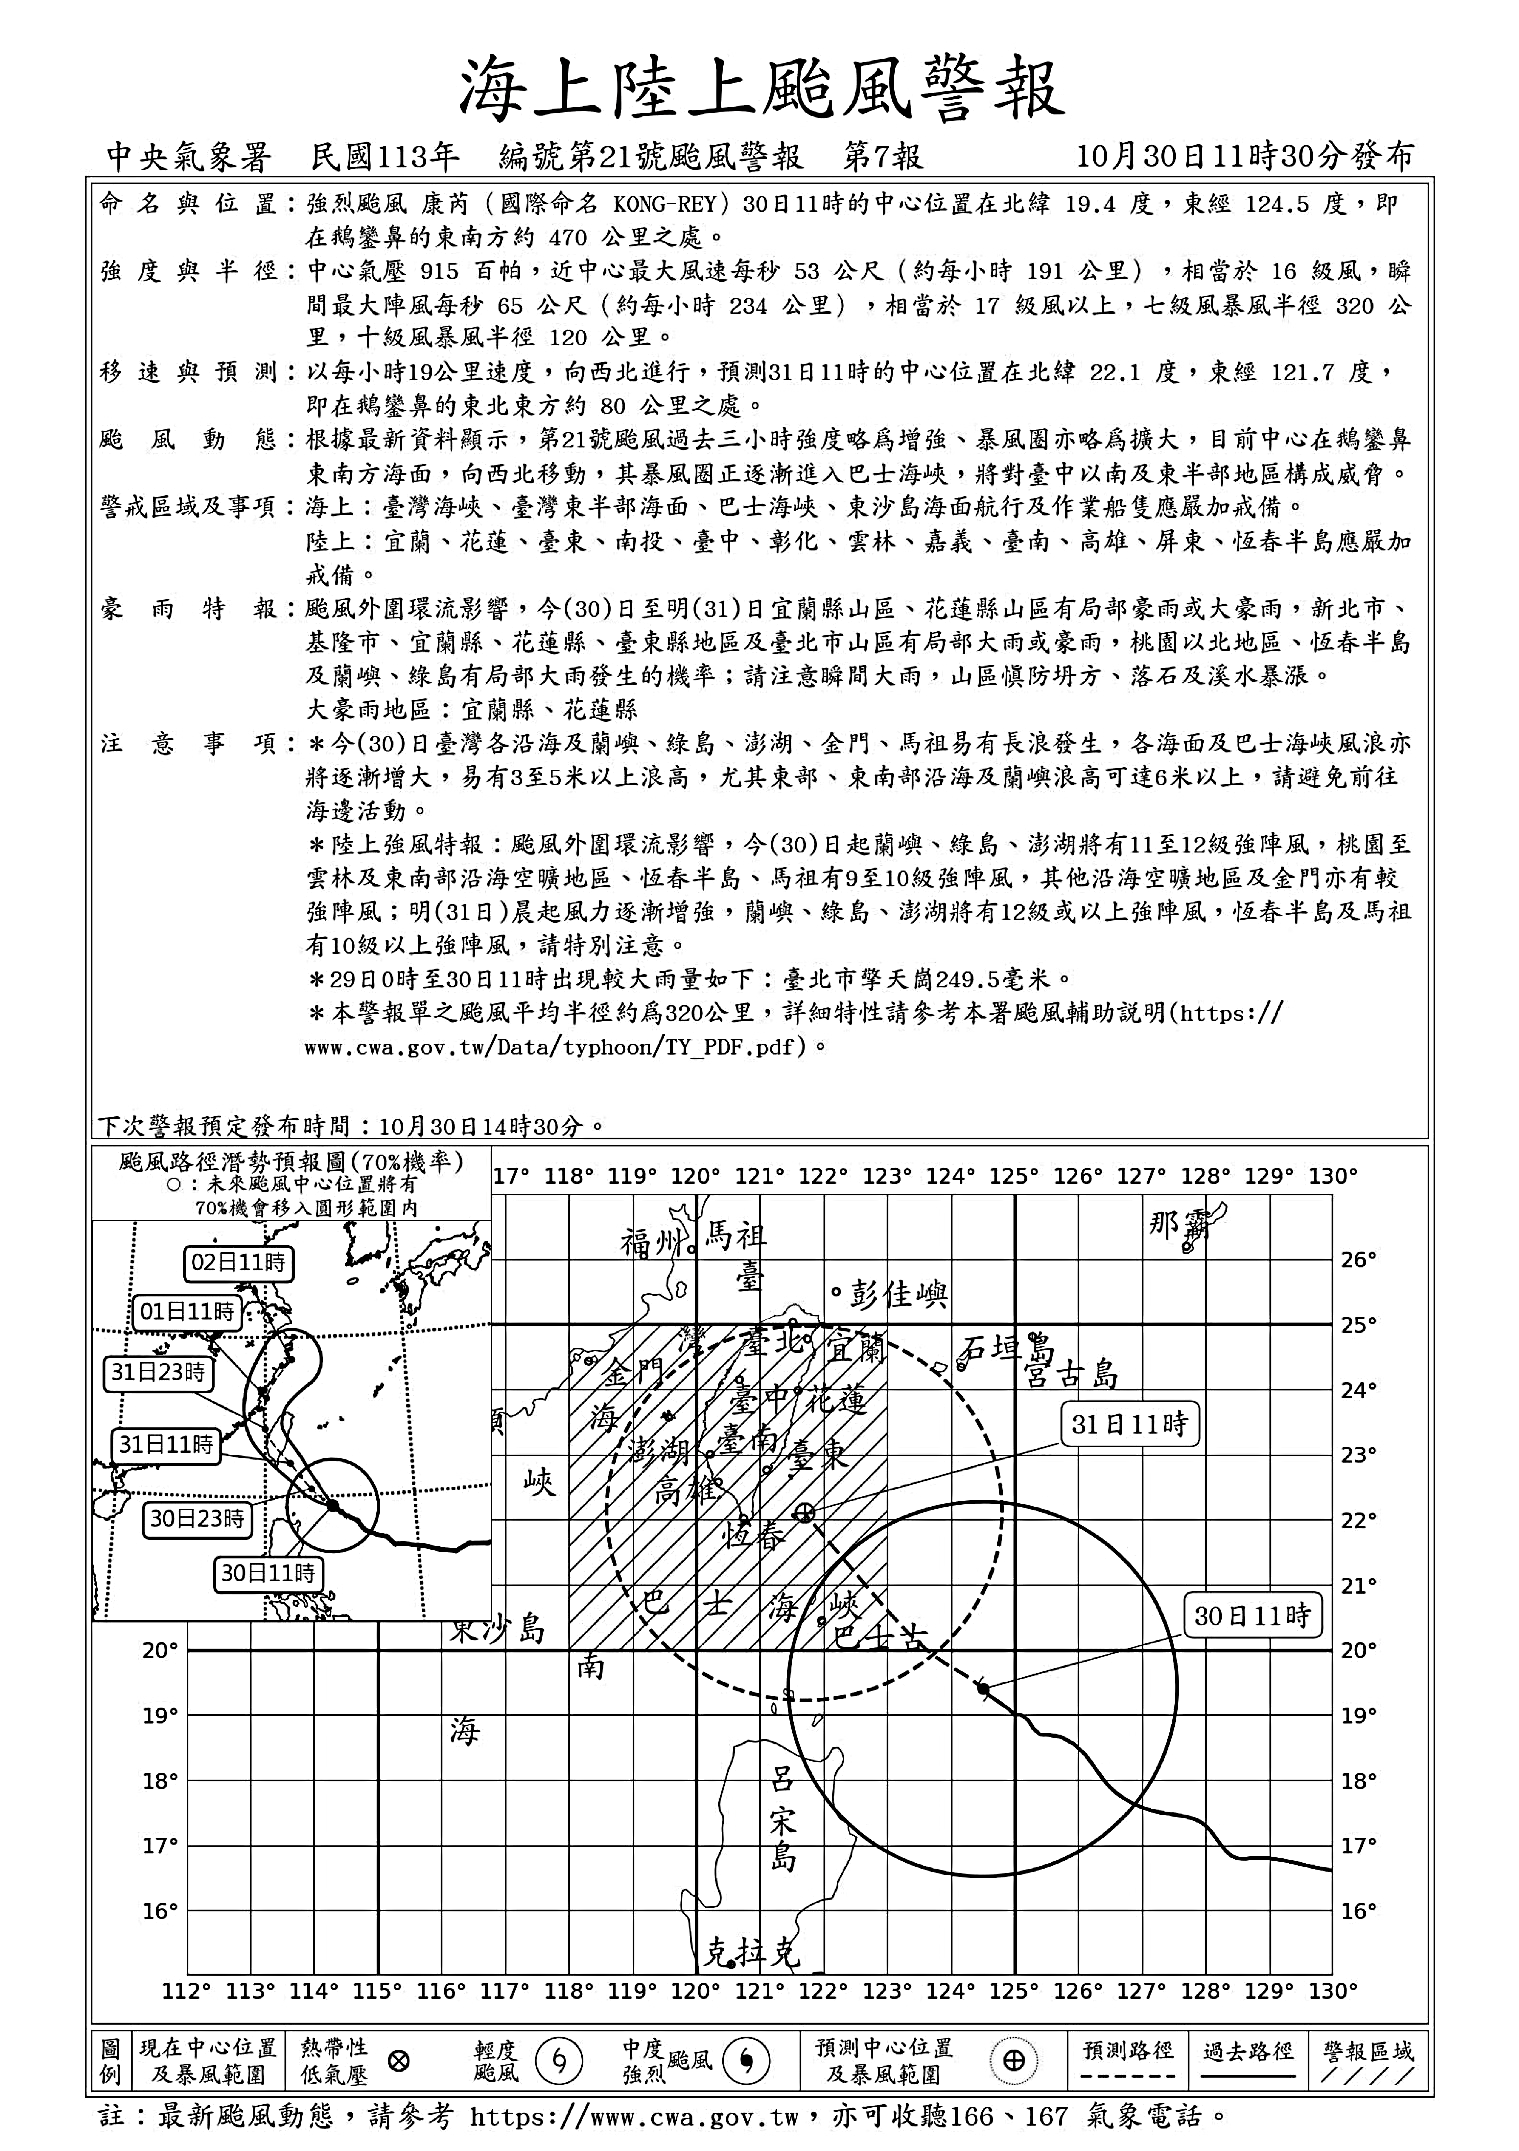 海上陸上颱風警報
中央氣象署 民國113年 編號第21號颱風警報 第7報 10月30日11時30分發布
命名與位置：強烈颱風 康芮（國際命名 KONG-REY）30日11時的中心位置在北緯 19.4 度，東經 124.5 度，即
在鵝鑾鼻的東南方約 470 公里之處。
強度與半徑：中心氣壓 915 百帕，近中心最大風速每秒 53 公尺（約每小時 191 公里），相當於 16 級風，瞬
間最大陣風每秒 65 公尺（約每小時 234 公里），相當於 17 級風以上，七級風暴風半徑 320 公
里，十級風暴風半徑 120 公里。
移速與預測：以每小時19公里速度，向西北進行，預測31日11時的中心位置在北緯 22.1 度，東經 121.7 度，
即在鵝鑾鼻的東北東方約 80 公里之處。
颱風動態：根據最新資料顯示，第21號颱風過去三小時強度略為增強、暴風圈亦略為擴大，目前中心在鵝鑾鼻
東南方海面，向西北移動，其暴風圈正逐漸進入巴士海峽，將對臺中以南及東半部地區構成威脅。
警戒區域及事項：海上：臺灣海峽、臺灣東半部海面、巴士海峽、東沙島海面航行及作業船隻應嚴加戒備。
陸上：宜蘭、花蓮、臺東、南投、臺中、彰化、雲林、嘉義、臺南、高雄、屏東、恆春半島應嚴加
戒備。
豪雨特報：颱風外圍環流影響，今(30)日至明(31)日宜蘭縣山區、花蓮縣山區有局部豪雨或大豪雨，新北市、
基隆市、宜蘭縣、花蓮縣、臺東縣地區及臺北市山區有局部大雨或豪雨，桃園以北地區、恆春半島
及蘭嶼、綠島有局部大雨發生的機率；請注意瞬間大雨，山區慎防坍方、落石及溪水暴漲。
大豪雨地區：宜蘭縣、花蓮縣
注意事項：＊今(30)日臺灣各沿海及蘭嶼、綠島、澎湖、金門、馬祖易有長浪發生，各海面及巴士海峽風浪亦
將逐漸增大，易有3至5米以上浪高，尤其東部、東南部沿海及蘭嶼浪高可達6米以上，請避免前往
海邊活動。
＊陸上強風特報：颱風外圍環流影響，今(30)日起蘭嶼、綠島、澎湖將有11至12級強陣風，桃園至
雲林及東南部沿海空曠地區、恆春半島、馬祖有9至10級強陣風，其他沿海空曠地區及金門亦有較
強陣風；明(31日)晨起風力逐漸增強，蘭嶼、綠島、澎湖將有12級或以上強陣風，恆春半島及馬祖
有10級以上強陣風，請特別注意。
＊29日0時至30日11時出現較大雨量如下：臺北市擎天崗249.5毫米。
＊本警報單之颱風平均半徑約為320公里，詳細特性請參考本署颱風輔助說明(https://
www.cwa.gov.tw/Data/typhoon/TY_PDF.pdf)。
下次警報預定發布時間：10月30日14時30分。
颱風路徑潛勢預報圖(70%機率)
○：未來颱風中心位置將有
70%機會移入圓形範圍內
02日11時
01日11時
31日23時
31日11時
30日23時
30日11時
17° 118° 119° 120° 121° 122° 123° 124° 125° 126° 127° 128° 129° 130°
福州 馬祖 那霸
26°
臺
彭佳嶼
25°
灣 臺北 宜蘭 石垣島
金門 宮古島
24°
臺中 花蓮
海
31日11時
澎湖 臺南 臺東
23°
峽 高雄
恆春
22°
21°
巴士海峽
30日11時
東沙島 巴士古
20° 20°
南
19° 19°
海
18° 18°
呂宋島
17° 17°
16° 16°
克拉克
112° 113° 114° 115° 116° 117° 118° 119° 120° 121° 122° 123° 124° 125° 126° 127° 128° 129° 130°
圖例 現在中心位置及暴風範圍 熱帶性低氣壓 輕度颱風 中度強烈颱風 預測中心位置及暴風範圍 預測路徑 過去路徑 警報區域
註：最新颱風動態，請參考 https://www.cwa.gov.tw，亦可收聽166、167 氣象電話。